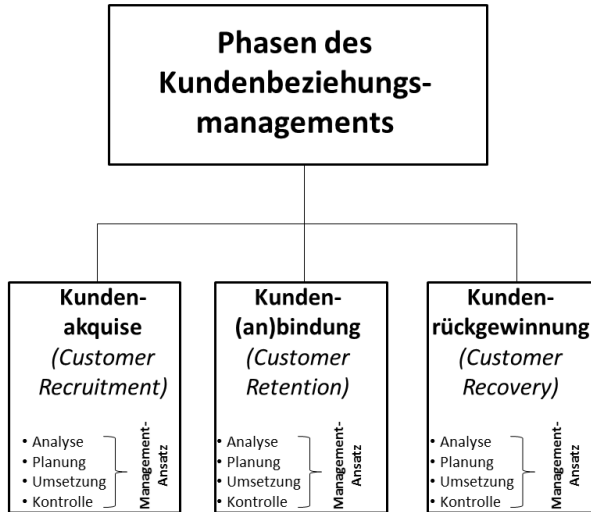 Phasen des
Kundenbeziehungs-
managements
Kunden-
akquise
(Customer
Recruitment)
• Analyse
• Planung
• Umsetzung
• Kontrolle
Management-
Ansatz
Kunden-
(an)bindung
(Customer
Retention)
• Analyse
• Planung
• Umsetzung
• Kontrolle
Management-
Ansatz
Kunden-
rückgewinnung
(Customer
Recovery)
• Analyse
• Planung
• Umsetzung
• Kontrolle
Management-
Ansatz